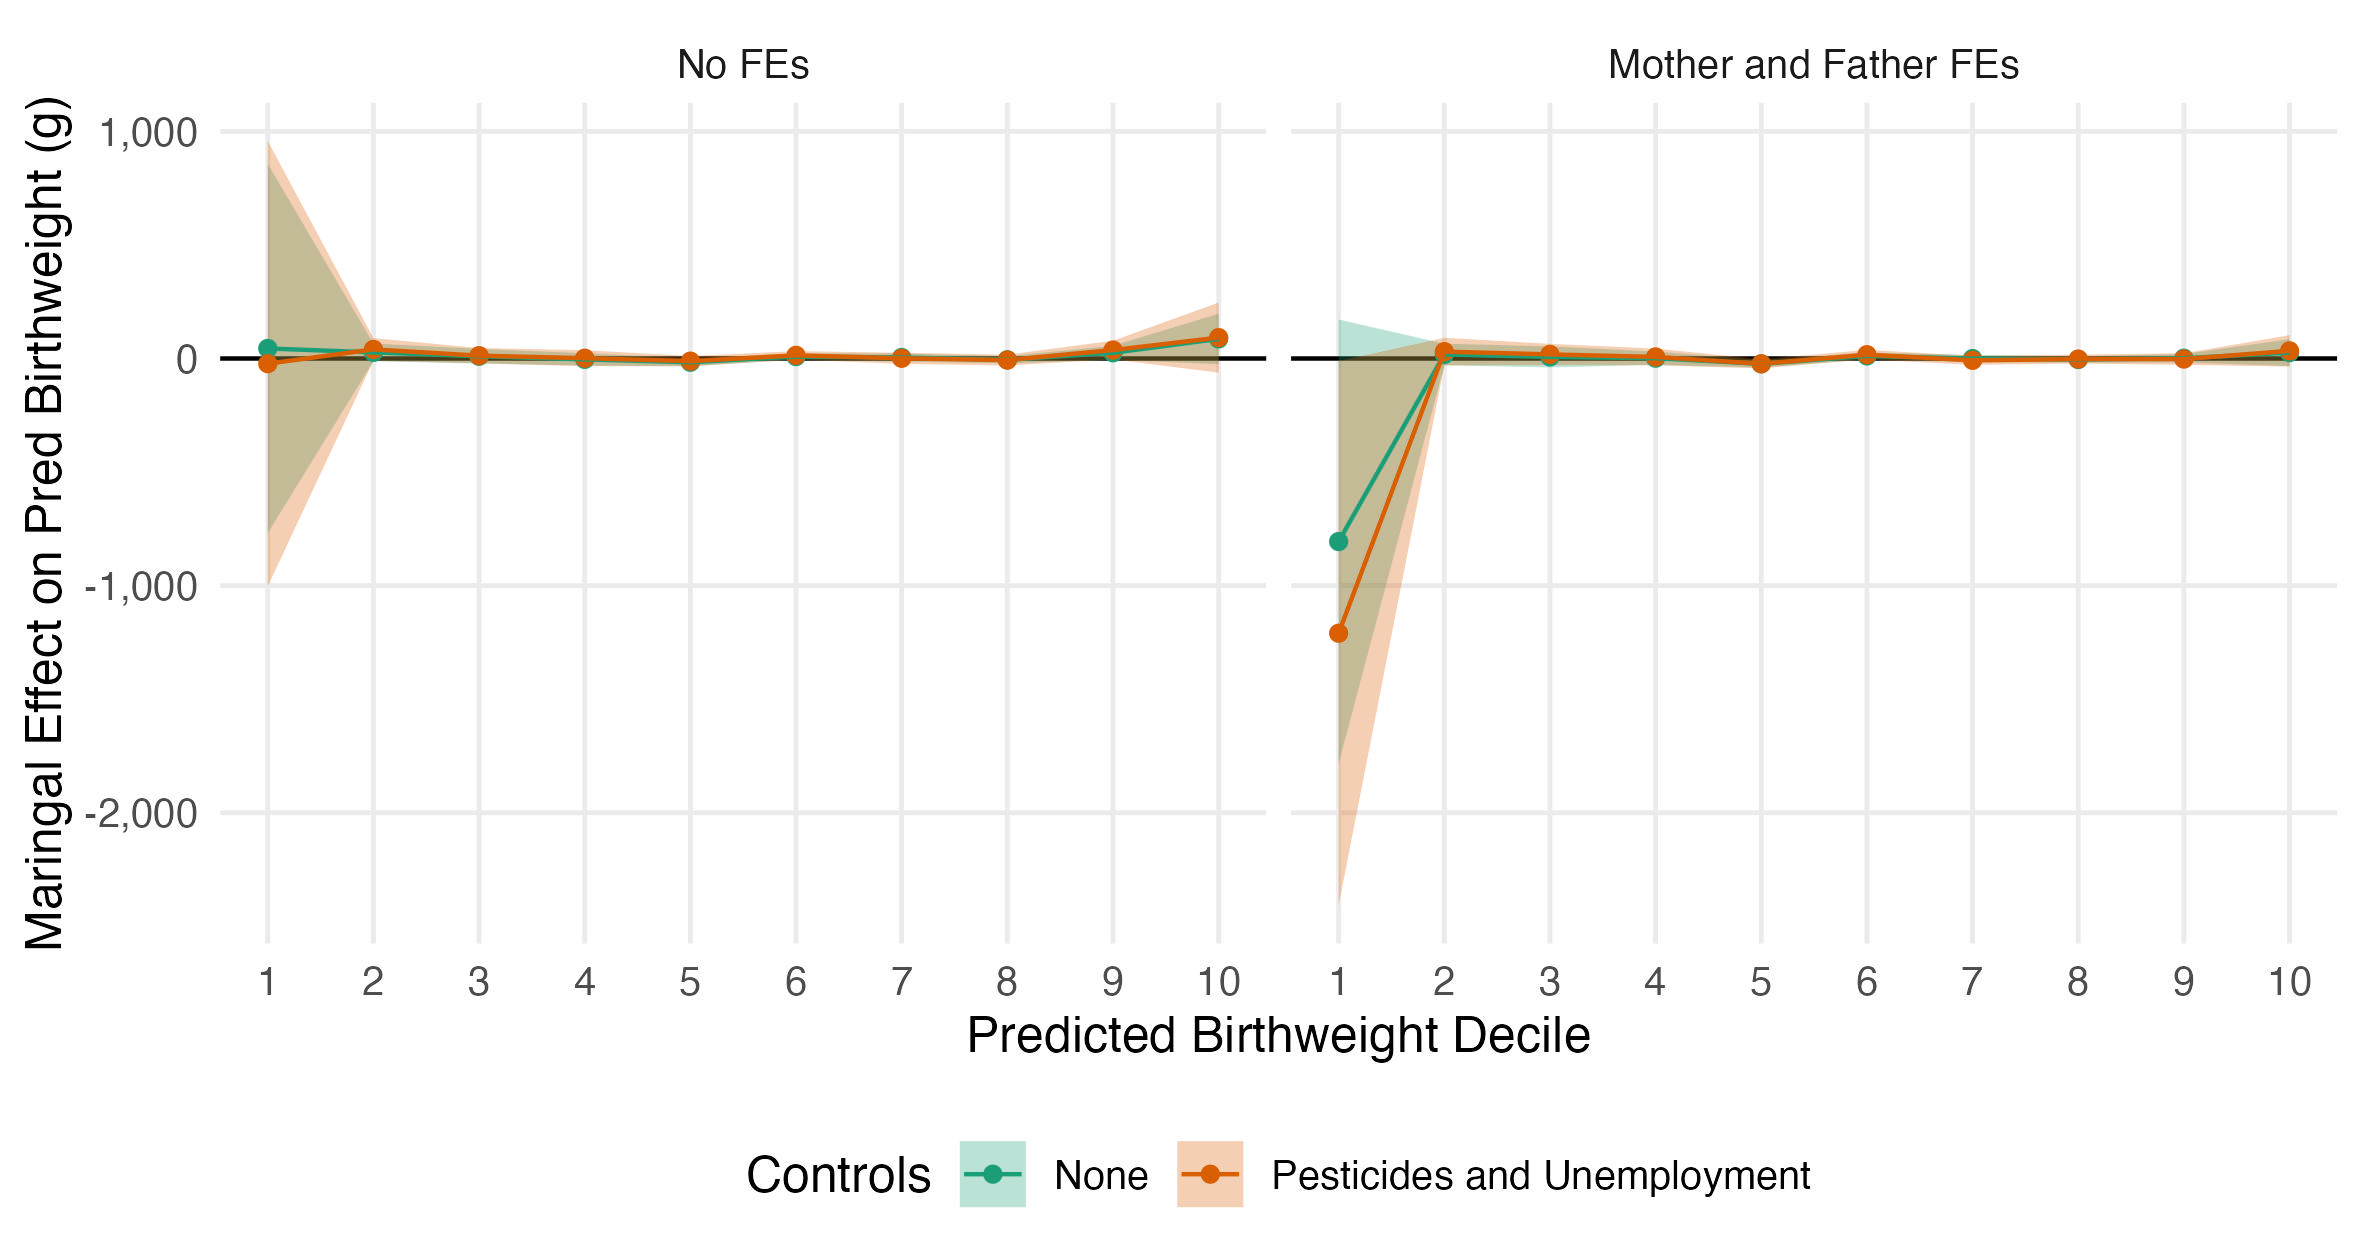 No FEs
Mother and Father FEs
Maringal Effect on Pred Birthweight (g)
1,000
0
-1,000
-2,000
1 2 3 4 5 6 7 8 9 10
1 2 3 4 5 6 7 8 9 10
Predicted Birthweight Decile
Controls None Pesticides and Unemployment